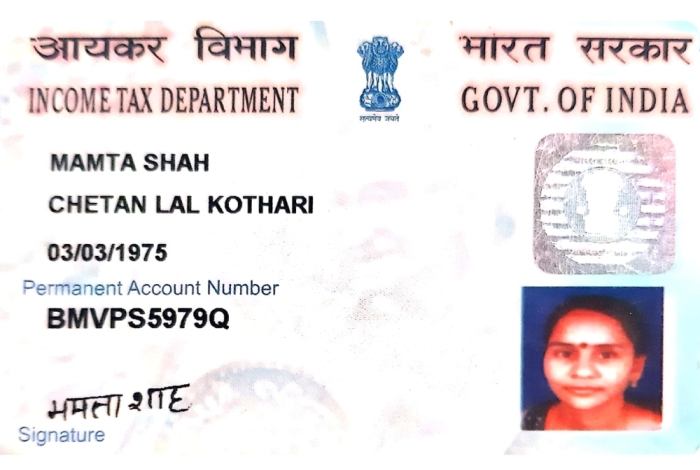 आयकर विभाग
भारत सरकार
INCOME TAX DEPARTMENT
GOVT. OF INDIA
सत्यमेव जयते
MAMTA SHAH
CHETAN LAL KOTHARI
03/03/1975
Permanent Account Number
BMVPS5979Q
ममता शाह
Signature